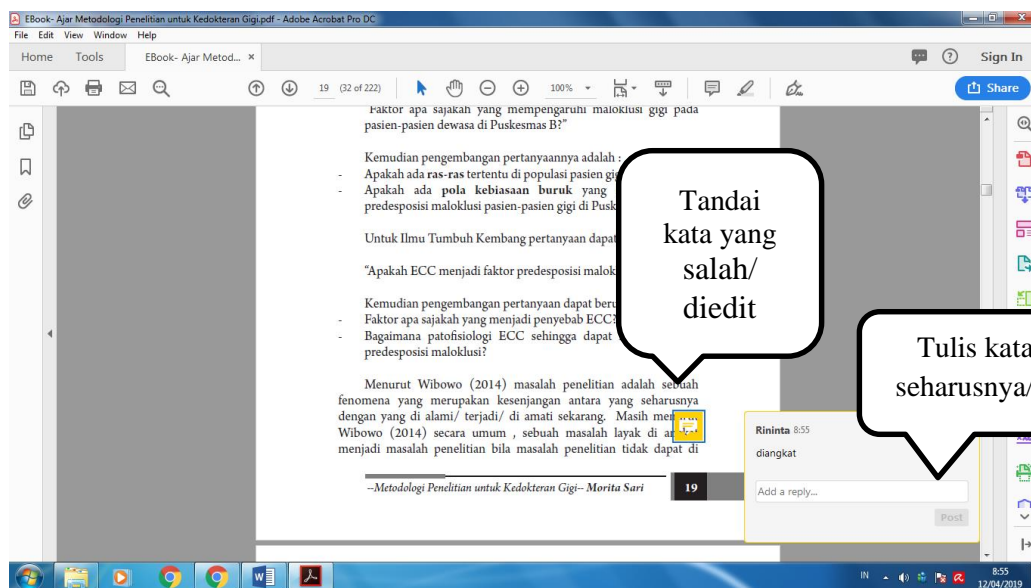 EBook- Ajar Metodologi Penelitian untuk Kedokteran Gigi.pdf - Adobe Acrobat Pro DC
File Edit View Window Help
Home Tools EBook- Ajar Metod... × Sign In
19 (32 of 222) 100% Share
"Faktor apa sajakah yang mempengaruhi maloklusi gigi pada
pasien-pasien dewasa di Puskesmas B?"
Kemudian pengembangan pertanyaannya adalah :
- Apakah ada ras-ras tertentu di populasi pasien
- Apakah ada pola kebiasaan buruk yang
predesposisi maloklusi pasien-pasien gigi di
Untuk Ilmu Tumbuh Kembang pertanyaan
"Apakah ECC menjadi faktor predesposisi
Kemudian pengembangan pertanyaan dapat
- Faktor apa sajakah yang menjadi penyebab ECC?
- Bagaimana patofisiologi ECC sehingga dapat
predesposisi maloklusi?
Menurut Wibowo (2014) masalah penelitian adalah sebuah
fenomena yang merupakan kesenjangan antara yang seharusnya
dengan yang di alami/ terjadi/ di amati sekarang. Masih
Wibowo (2014) secara umum , sebuah masalah layak di
menjadi masalah penelitian bila masalah penelitian tidak dapat di
--Metodologi Penelitian untuk Kedokteran Gigi-- Morita Sari 19
Tandai
kata yang
salah/
diedit
Tulis kata
seharusnya/
Rininta 8:55
diangkat
Add a reply...
Post
IN 8:55
12/04/2019